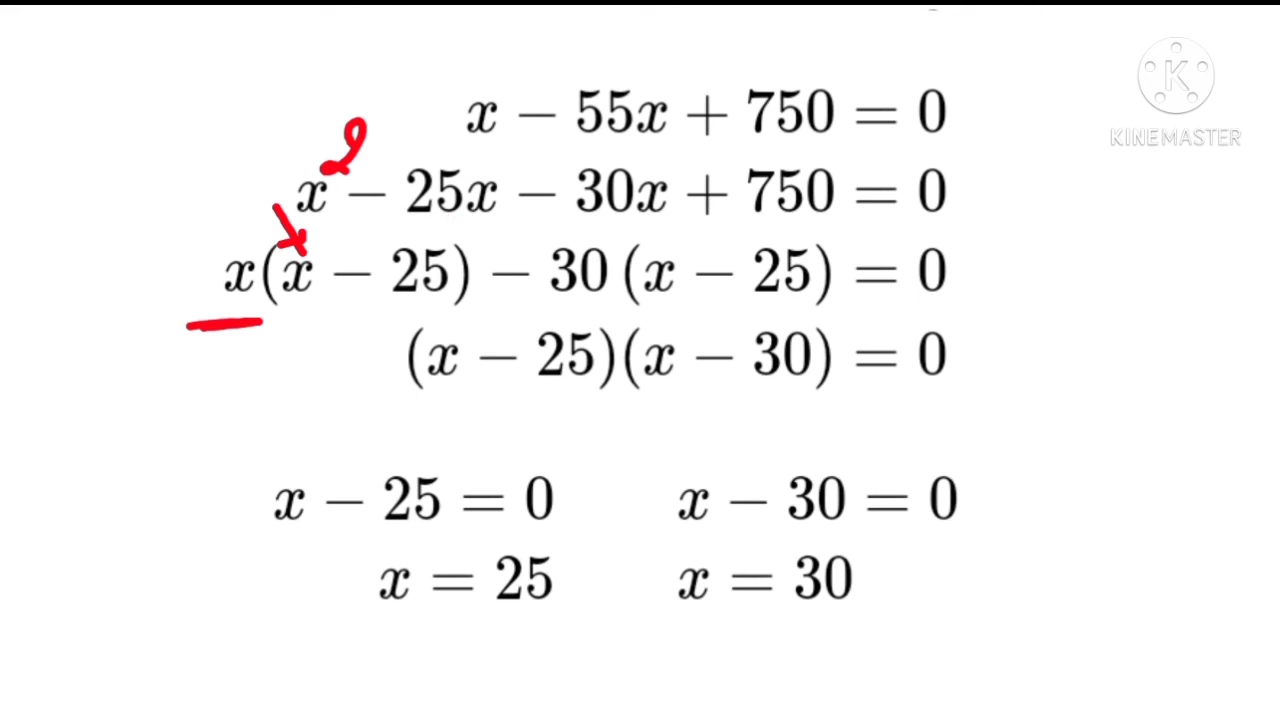 x − 55x + 750 = 0
x² − 25x − 30x + 750 = 0
x(x − 25) − 30 (x − 25) = 0
(x − 25)(x − 30) = 0
x − 25 = 0 x − 30 = 0
x = 25 x = 30
K
KINEMASTER